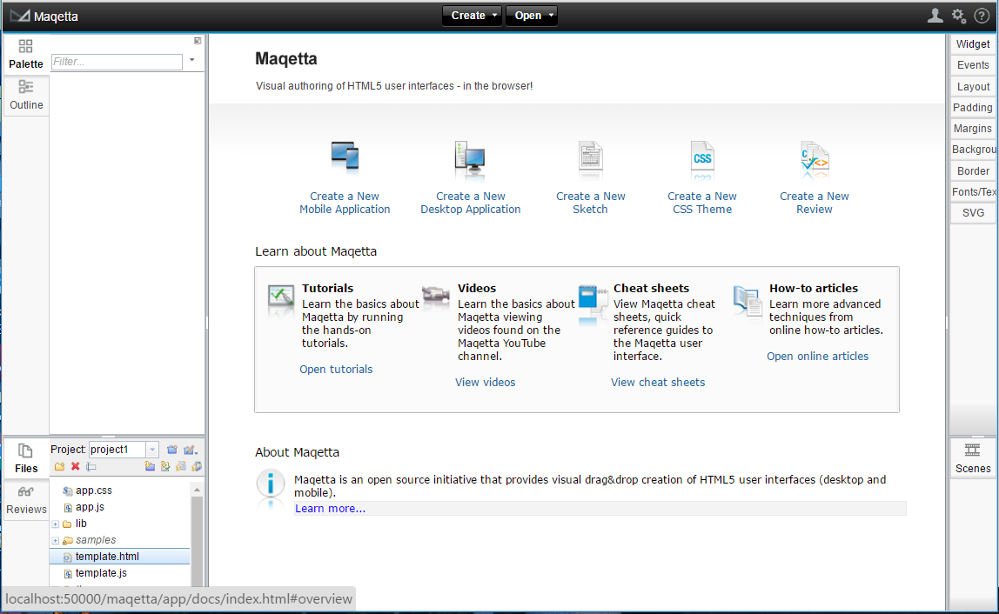 Maqetta
Create
Open
Palette
Filter...
Outline
Maqetta
Visual authoring of HTML5 user interfaces - in the browser!
Create a New
Mobile Application
Create a New
Desktop Application
Create a New
Sketch
CSS
Create a New
CSS Theme
Create a New
Review
Learn about Maqetta
Tutorials
Learn the basics about
Maqetta by running
the hands-on
tutorials.
Open tutorials
Videos
Learn the basics about
Maqetta viewing
videos found on the
Maqetta YouTube
channel.
View videos
Cheat sheets
View Maqetta cheat
sheets, quick
reference guides to
the Maqetta user
interface.
View cheat sheets
How-to articles
Learn more advanced
techniques from
online how-to articles.
Open online articles
About Maqetta
Maqetta is an open source initiative that provides visual drag&drop creation of HTML5 user interfaces (desktop and
mobile).
Learn more...
Widget
Events
Layout
Padding
Margins
Backgrou
Border
Fonts/Tex
SVG
Scenes
Files
Reviews
Project: project1
app.css
app.js
lib
samples
template.html
template.js
localhost:50000/maqetta/app/docs/index.html#overview